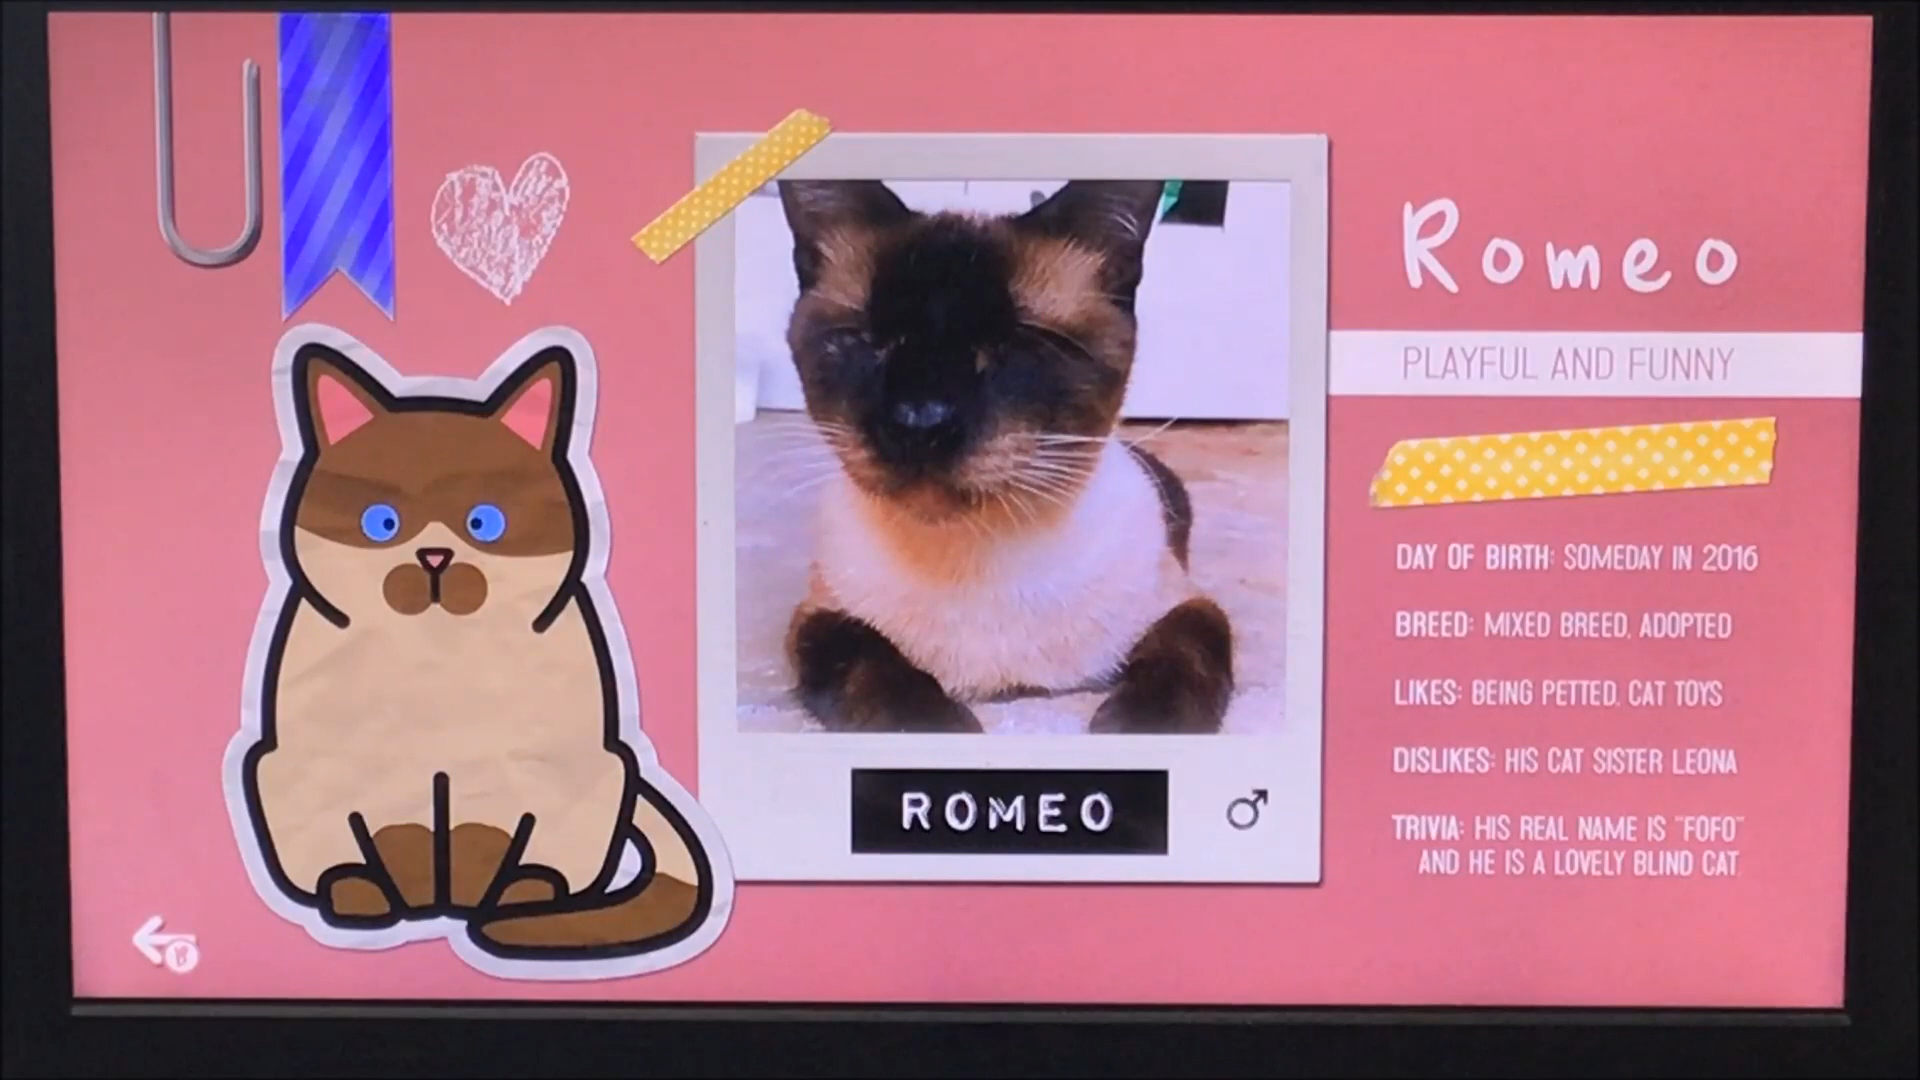 Romeo
PLAYFUL AND FUNNY
DAY OF BIRTH: SOMEDAY IN 2016
BREED: MIXED BREED, ADOPTED
LIKES: BEING PETTED, CAT TOYS
DISLIKES: HIS CAT SISTER LEONA
TRIVIA: HIS REAL NAME IS "FOFO"
AND HE IS A LOVELY BLIND CAT
ROMEO
B